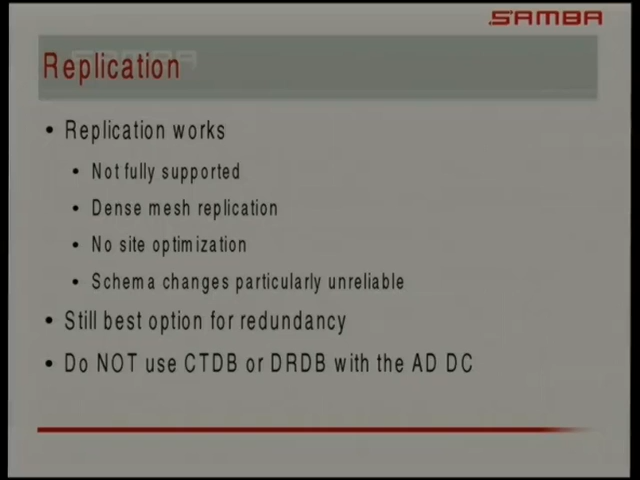 SAMBA
Replication
• Replication works
• Not fully supported
• Dense mesh replication
• No site optimization
• Schema changes particularly unreliable
• Still best option for redundancy
• Do NOT use CTDB or DRDB with the AD DC